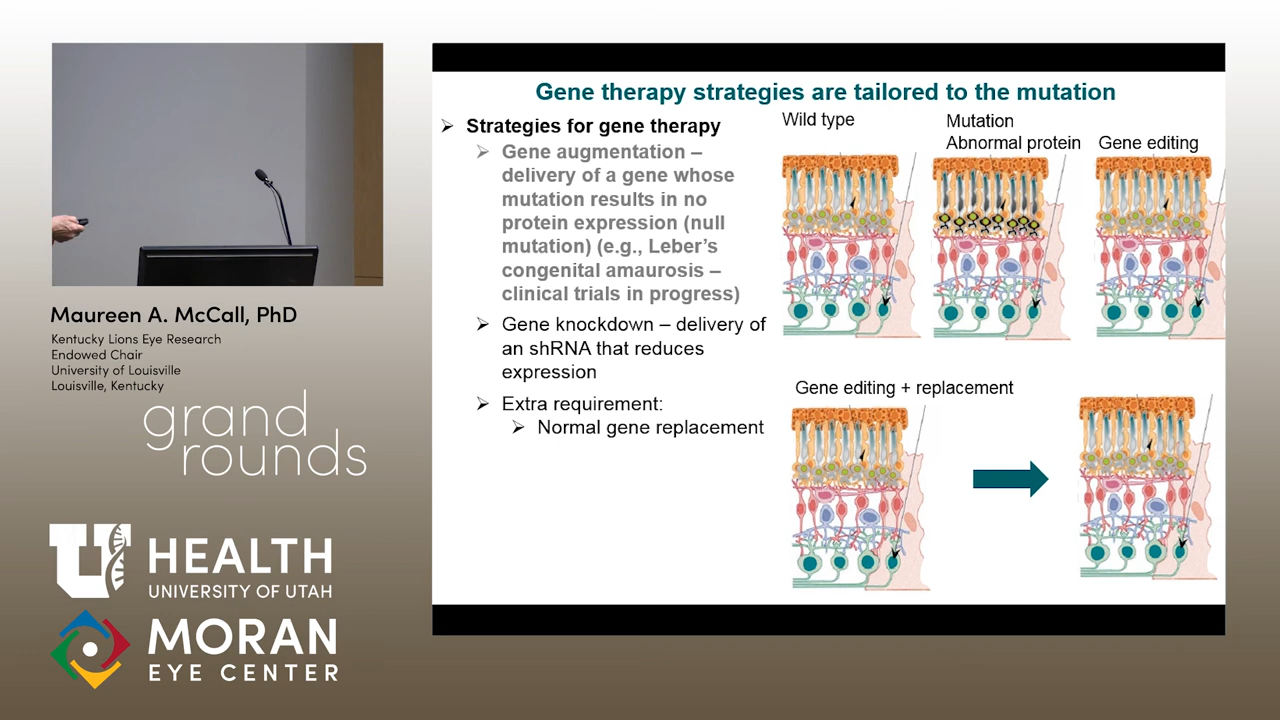 Gene therapy strategies are tailored to the mutation
Strategies for gene therapy
Gene augmentation –
delivery of a gene whose
mutation results in no
protein expression (null
mutation) (e.g., Leber’s
congenital amaurosis –
clinical trials in progress)
Gene knockdown – delivery of
an shRNA that reduces
expression
Extra requirement:
Normal gene replacement
Wild type
Mutation
Abnormal protein
Gene editing
Gene editing + replacement
Maureen A. McCall, PhD
Kentucky Lions Eye Research
Endowed Chair
University of Louisville
Louisville, Kentucky
grand
rounds
U HEALTH
UNIVERSITY OF UTAH
MORAN
EYE CENTER